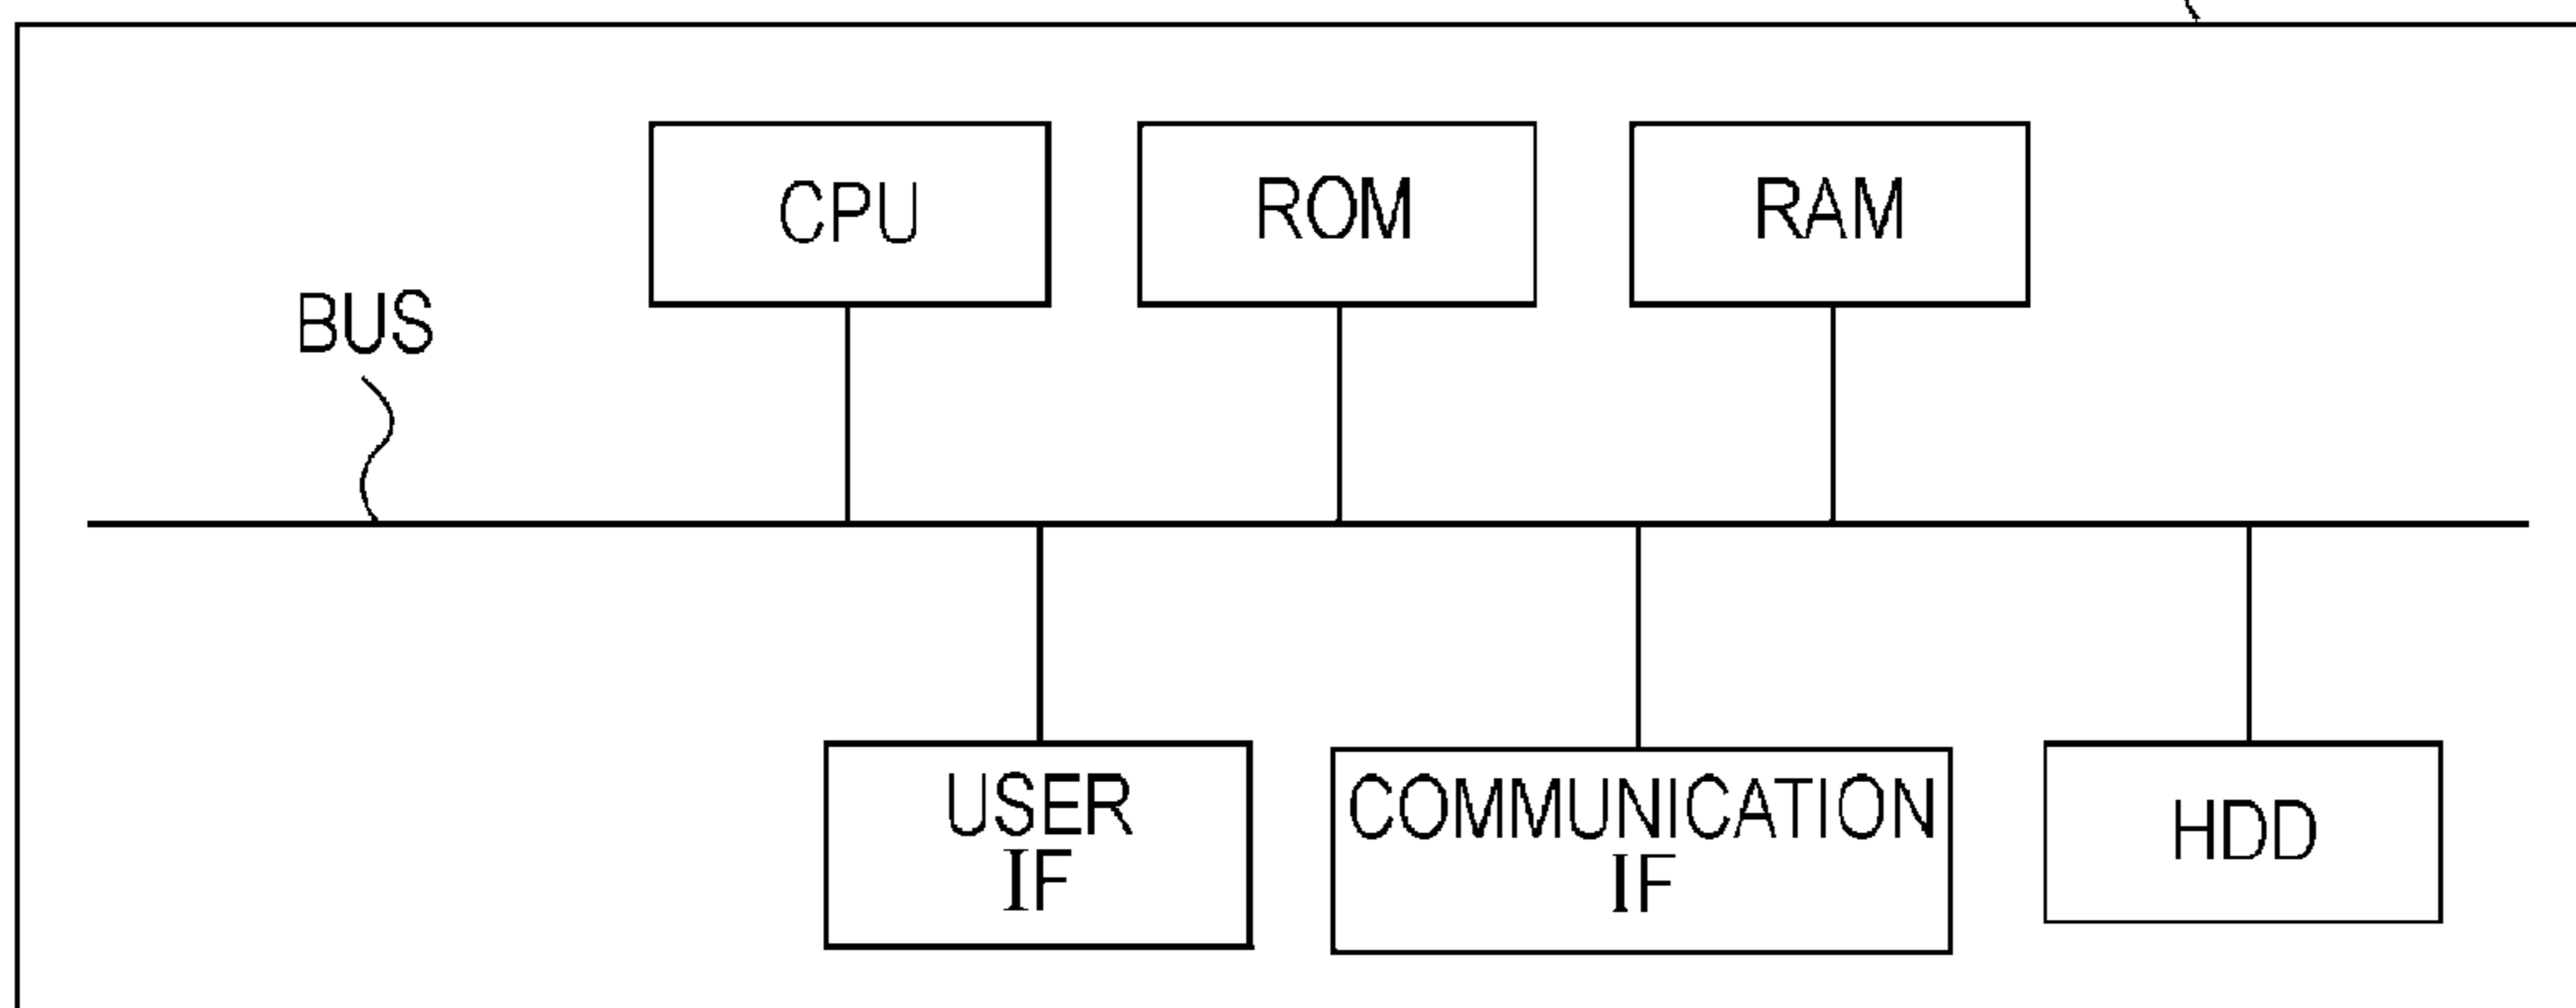 CPU
ROM
RAM
BUS
USER
IF
COMMUNICATION
IF
HDD